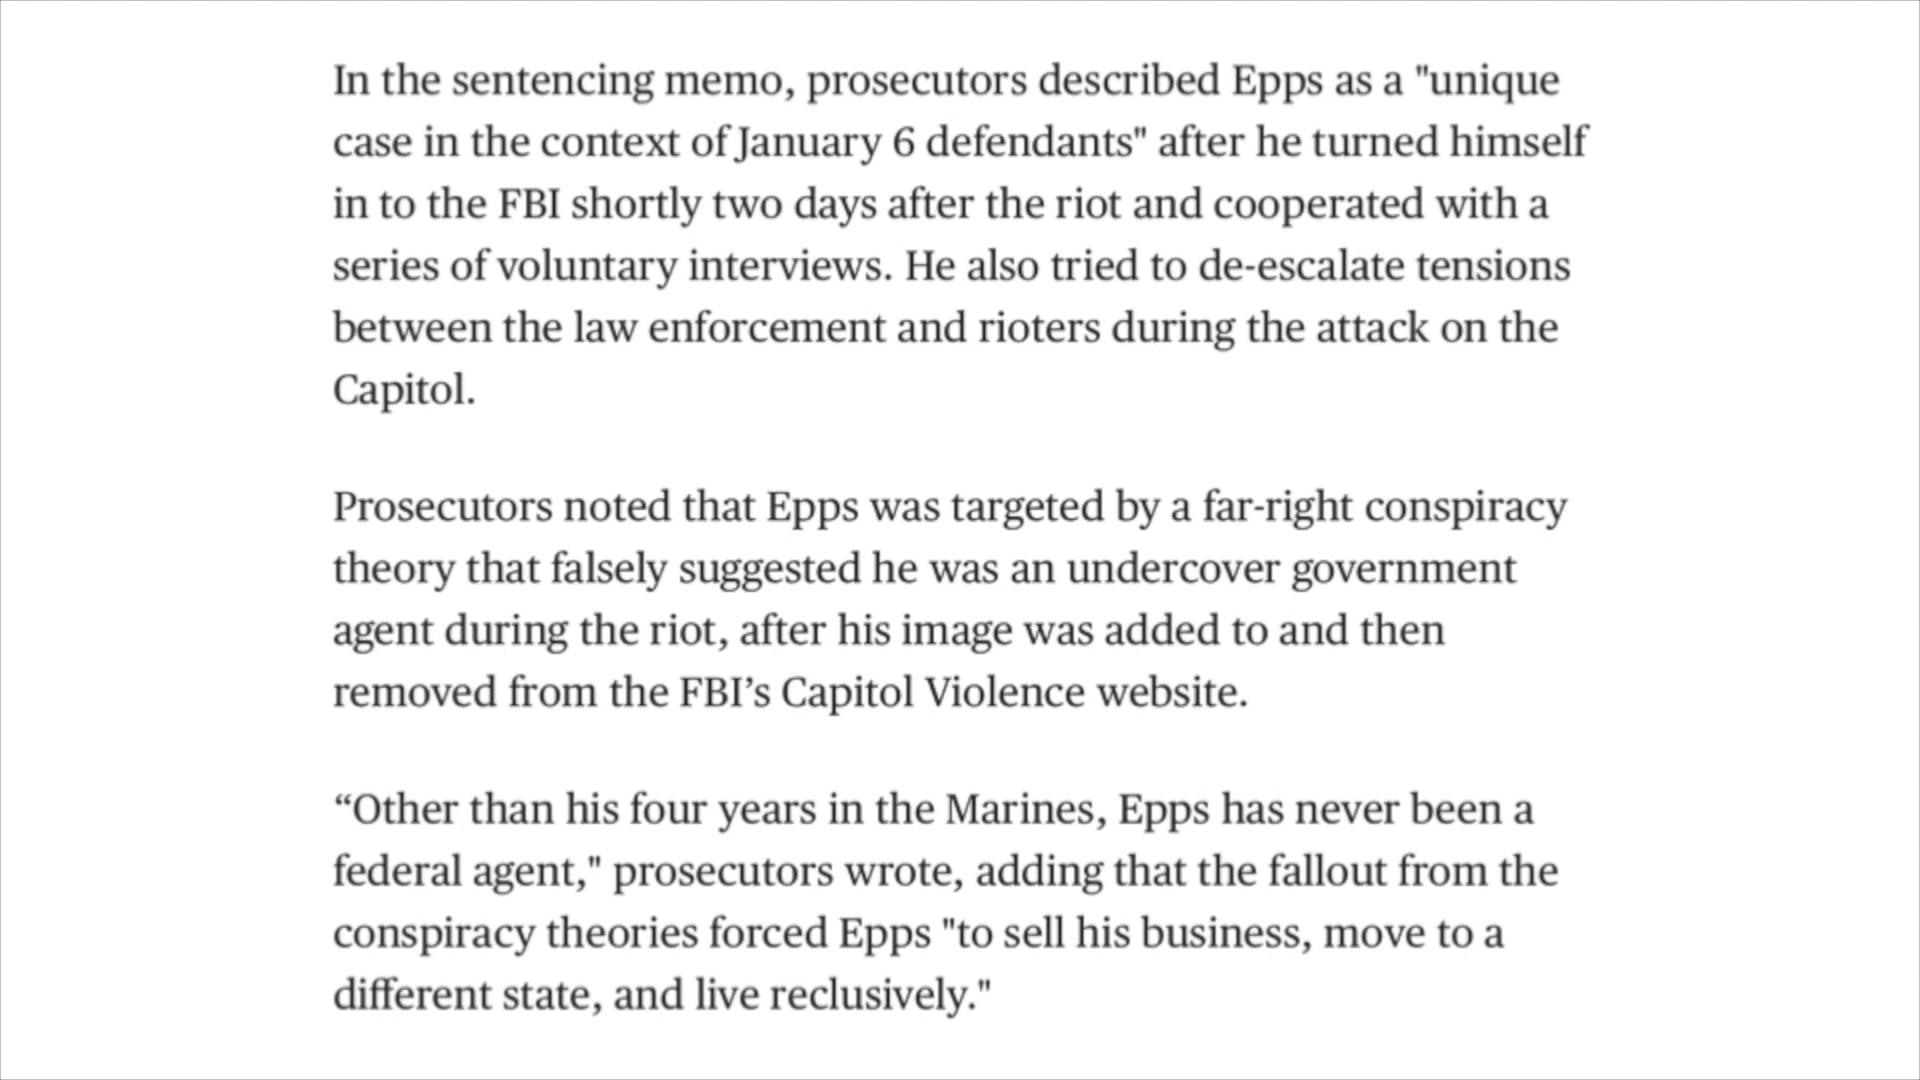 In the sentencing memo, prosecutors described Epps as a "unique
case in the context of January 6 defendants" after he turned himself
in to the FBI shortly two days after the riot and cooperated with a
series of voluntary interviews. He also tried to de-escalate tensions
between the law enforcement and rioters during the attack on the
Capitol.
Prosecutors noted that Epps was targeted by a far-right conspiracy
theory that falsely suggested he was an undercover government
agent during the riot, after his image was added to and then
removed from the FBI’s Capitol Violence website.
“Other than his four years in the Marines, Epps has never been a
federal agent," prosecutors wrote, adding that the fallout from the
conspiracy theories forced Epps "to sell his business, move to a
different state, and live reclusively."